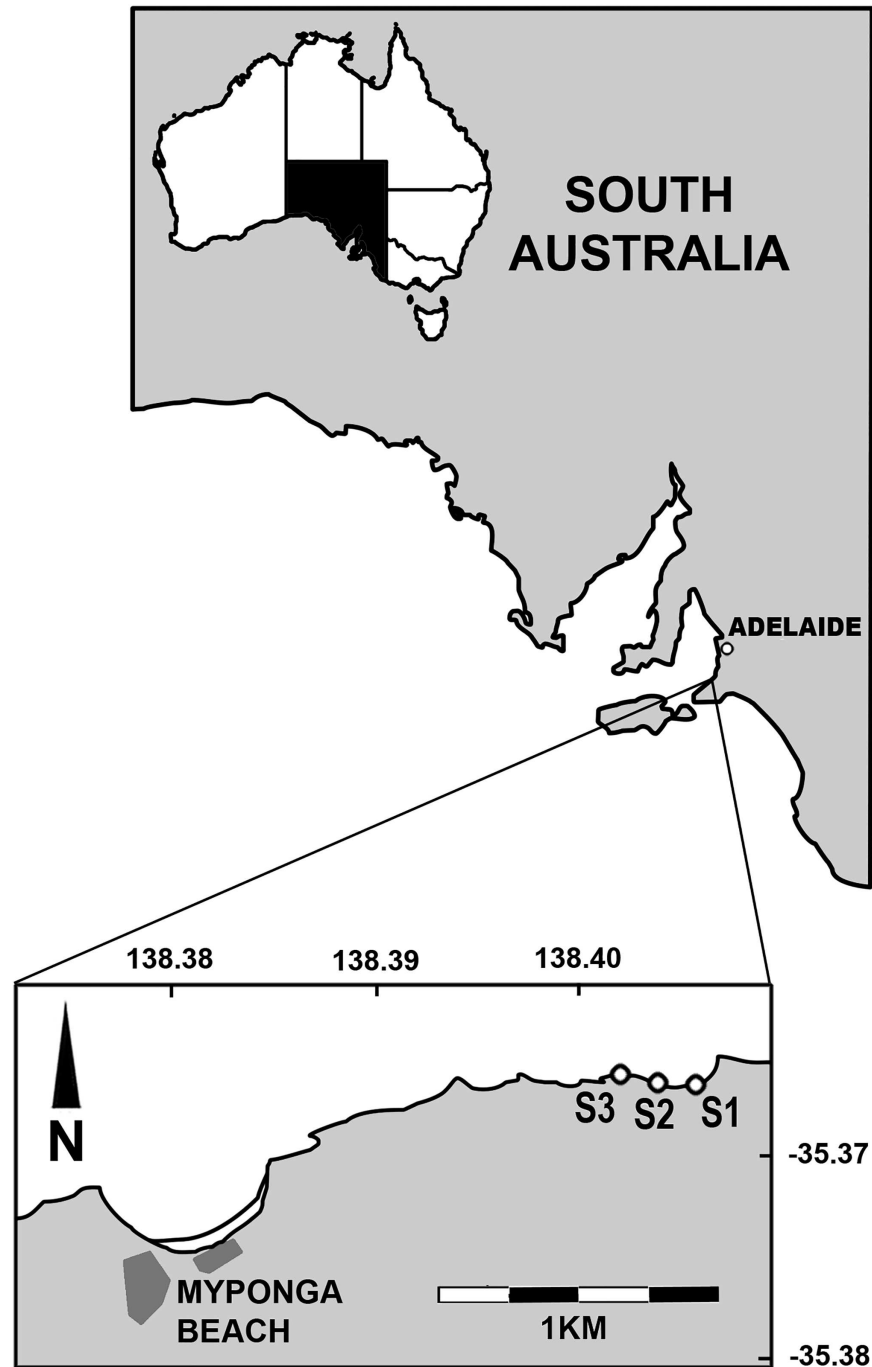 SOUTH
AUSTRALIA
ADELAIDE
138.38
138.39
138.40
S3
S2
S1
N
-35.37
MYPONGA
BEACH
1KM
-35.38